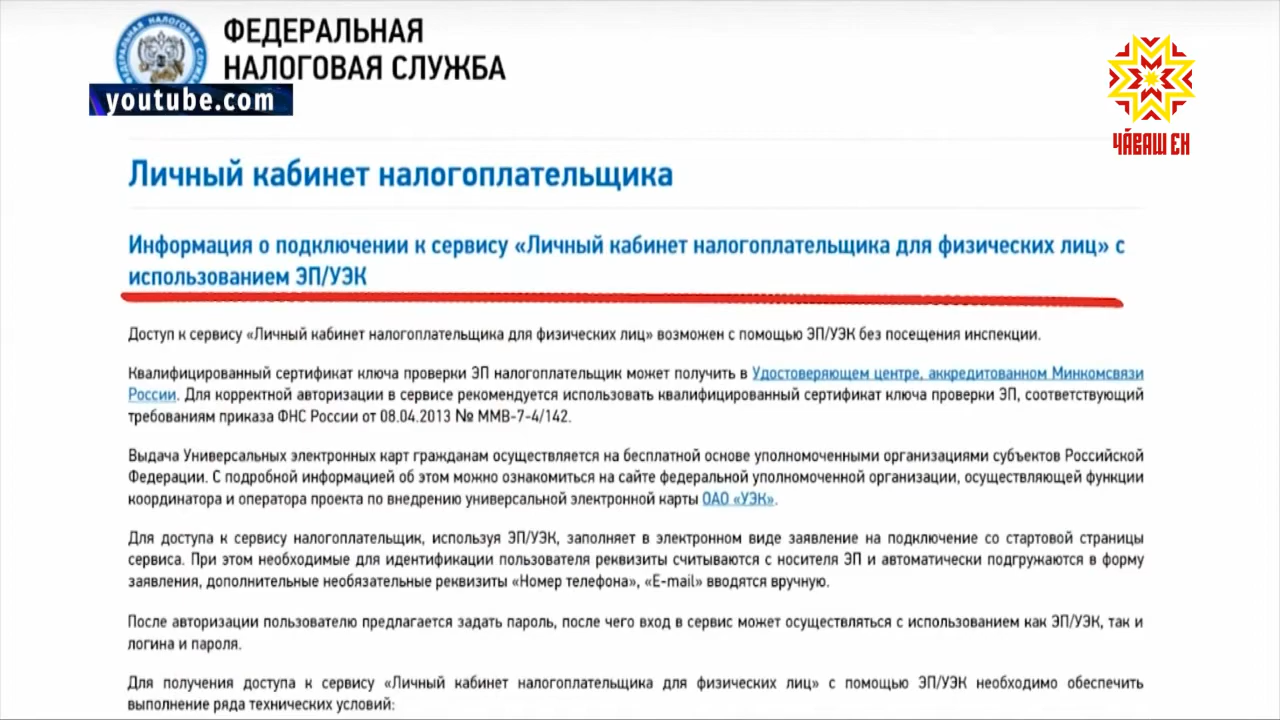 ФЕДЕРАЛЬНАЯ НАЛОГОВАЯ СЛУЖБА
ФЕДЕРАЛЬНАЯ
НАЛОГОВАЯ СЛУЖБА
youtube.com
ЧӐВАШ ЕН
Личный кабинет налогоплательщика
Информация о подключении к сервису «Личный кабинет налогоплательщика для физических лиц» с
использованием ЭП/УЭК
Доступ к сервису «Личный кабинет налогоплательщика для физических лиц» возможен с помощью ЭП/УЭК без посещения инспекции.
Квалифицированный сертификат ключа проверки ЭП налогоплательщик может получить в Удостоверяющем центре, аккредитованном Минкомсвязи
России. Для корректной авторизации в сервисе рекомендуется использовать квалифицированный сертификат ключа проверки ЭП, соответствующий
требованиям приказа ФНС России от 08.04.2013 № ММВ-7-4/142.
Выдача Универсальных электронных карт гражданам осуществляется на бесплатной основе уполномоченными организациями субъектов Российской
Федерации. С подробной информацией об этом можно ознакомиться на сайте федеральной уполномоченной организации, осуществляющей функции
координатора и оператора проекта по внедрению универсальной электронной карты ОАО «УЭК».
Для доступа к сервису налогоплательщик, используя ЭП/УЭК, заполняет в электронном виде заявление на подключение со стартовой страницы
сервиса. При этом необходимые для идентификации пользователя реквизиты считываются с носителя ЭП и автоматически подгружаются в форму
заявления, дополнительные необязательные реквизиты «Номер телефона», «E-mail» вводятся вручную.
После авторизации пользователю предлагается задать пароль, после чего вход в сервис может осуществляться с использованием как ЭП/УЭК, так и
логина и пароля.
Для получения доступа к сервису «Личный кабинет налогоплательщика для физических лиц» с помощью ЭП/УЭК необходимо обеспечить
выполнение ряда технических условий: